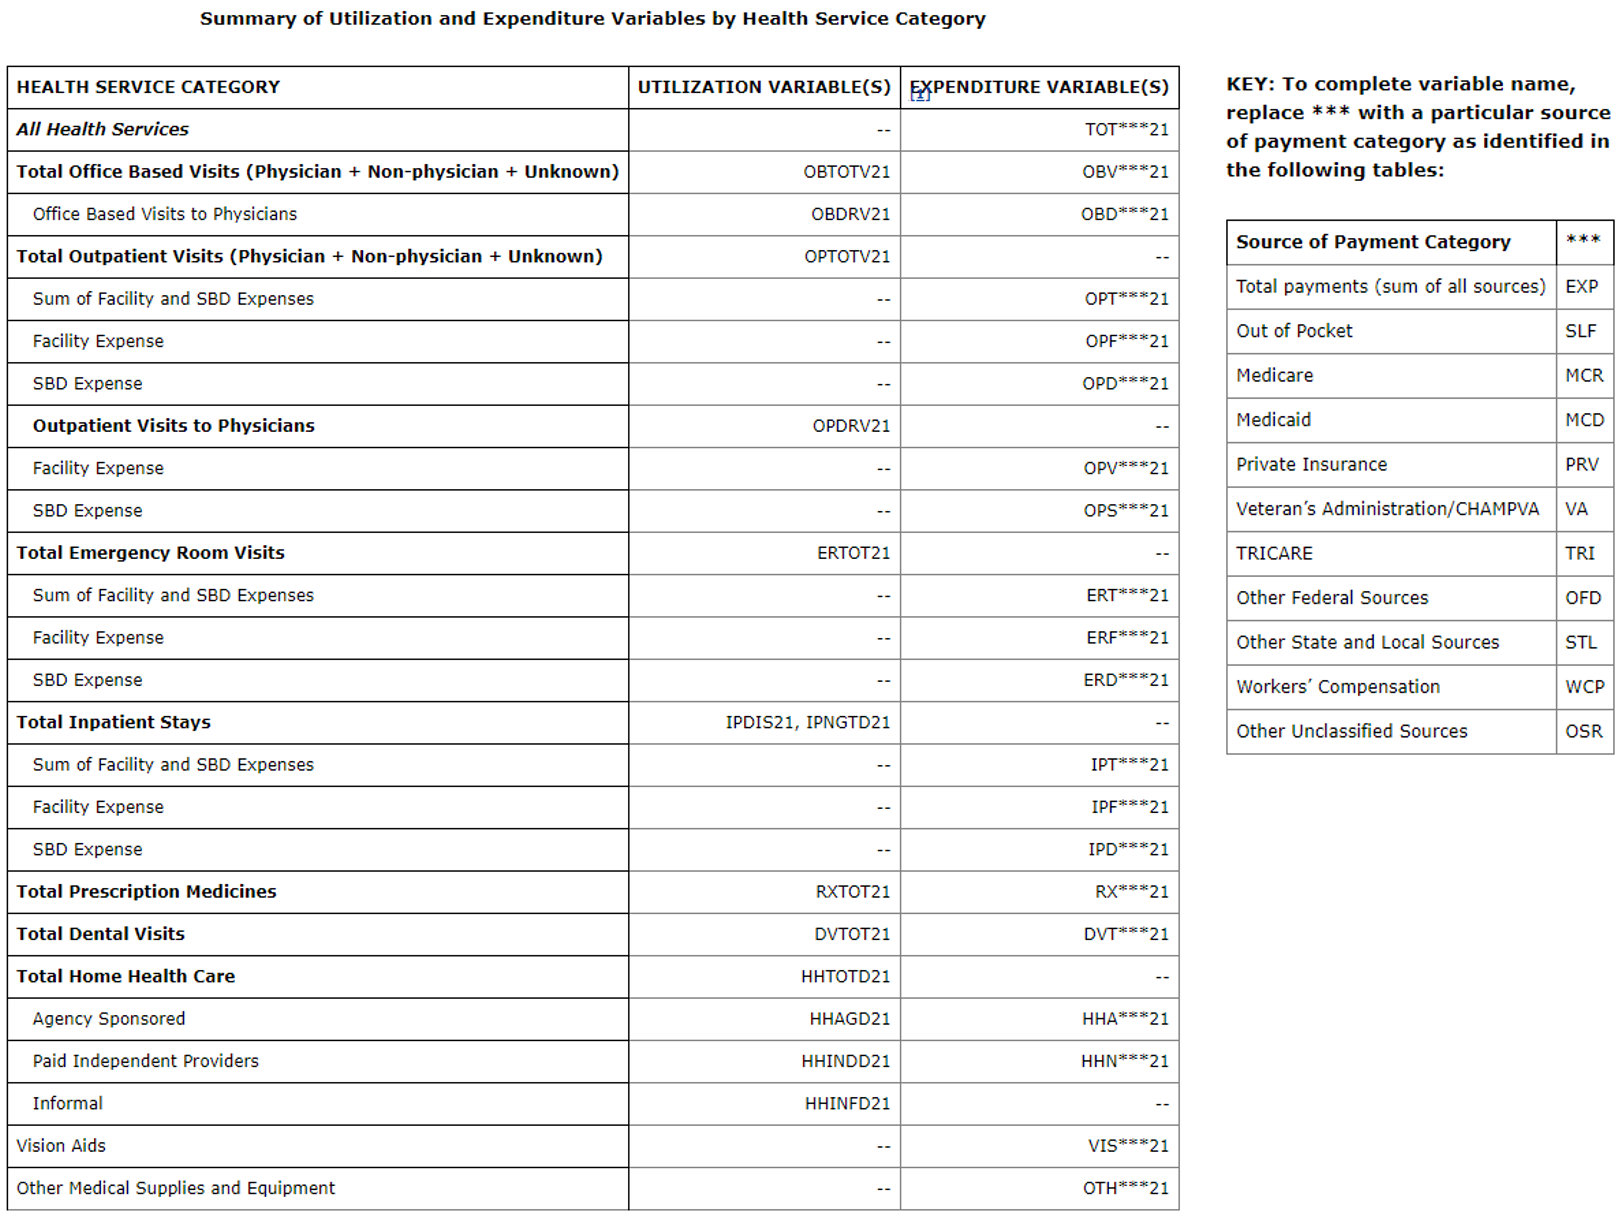 Summary of Utilization and Expenditure Variables by Health Service Category
HEALTH SERVICE CATEGORY UTILIZATION VARIABLE(S) EXPENDITURE VARIABLE(S) [1]
All Health Services -- TOT***21
Total Office Based Visits (Physician + Non-physician + Unknown) OBTOTV21 OBV***21
Office Based Visits to Physicians OBDRV21 OBD***21
Total Outpatient Visits (Physician + Non-physician + Unknown) OPTOTV21 --
Sum of Facility and SBD Expenses -- OPT***21
Facility Expense -- OPF***21
SBD Expense -- OPD***21
Outpatient Visits to Physicians OPDRV21 --
Facility Expense -- OPV***21
SBD Expense -- OPS***21
Total Emergency Room Visits ERTOT21 --
Sum of Facility and SBD Expenses -- ERT***21
Facility Expense -- ERF***21
SBD Expense -- ERD***21
Total Inpatient Stays IPDIS21, IPNGTD21 --
Sum of Facility and SBD Expenses -- IPT***21
Facility Expense -- IPF***21
SBD Expense -- IPD***21
Total Prescription Medicines RXTOT21 RX***21
Total Dental Visits DVTOT21 DVT***21
Total Home Health Care HHTOTD21 --
Agency Sponsored HHAGD21 HHA***21
Paid Independent Providers HHINDD21 HHN***21
Informal HHINFD21 --
Vision Aids -- VIS***21
Other Medical Supplies and Equipment -- OTH***21
KEY: To complete variable name,
replace *** with a particular source
of payment category as identified in
the following tables:
Source of Payment Category ***
Total payments (sum of all sources) EXP
Out of Pocket SLF
Medicare MCR
Medicaid MCD
Private Insurance PRV
Veteran’s Administration/CHAMPVA VA
TRICARE TRI
Other Federal Sources OFD
Other State and Local Sources STL
Workers’ Compensation WCP
Other Unclassified Sources OSR